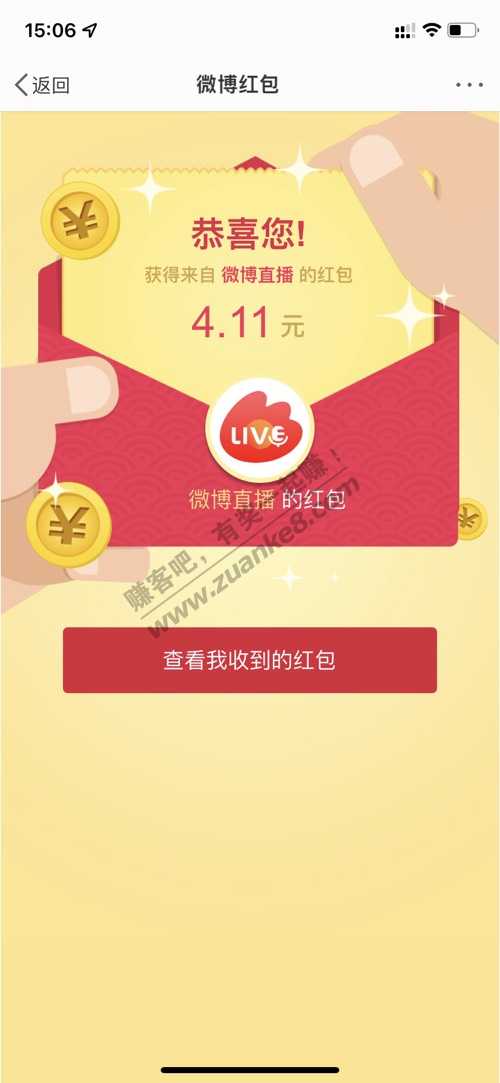 15:06
返回
微博红包
恭喜您!
获得来自 微博直播 的红包
4.11 元
LIVE
微博直播 的红包
赚客吧，有奖一起赚！
www.zuanke8.com
查看我收到的红包